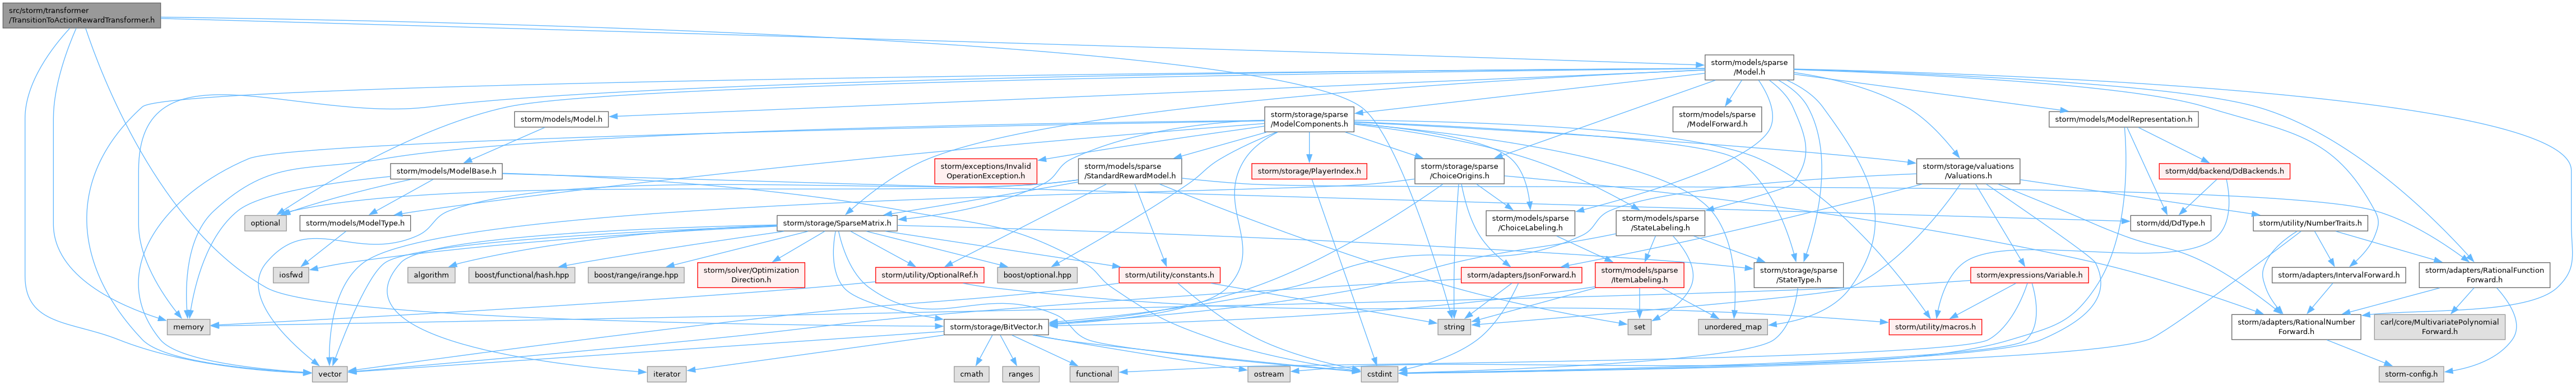 src/storm/transformer
/TransitionToActionRewardTransformer.h
storm/models/sparse
/Model.h
storm/models/Model.h
storm/storage/sparse
/ModelComponents.h
storm/models/sparse
/ModelForward.h
storm/models/ModelRepresentation.h
storm/models/ModelBase.h
storm/exceptions/Invalid
OperationException.h
storm/models/sparse
/StandardRewardModel.h
storm/storage/PlayerIndex.h
storm/storage/sparse
/ChoiceOrigins.h
storm/storage/valuations
/Valuations.h
storm/dd/backend/DdBackends.h
optional
storm/models/ModelType.h
storm/storage/SparseMatrix.h
storm/models/sparse
/ChoiceLabeling.h
storm/models/sparse
/StateLabeling.h
storm/dd/DdType.h
storm/utility/NumberTraits.h
iosfwd
algorithm
boost/functional/hash.hpp
boost/range/irange.hpp
storm/solver/Optimization
Direction.h
storm/utility/OptionalRef.h
boost/optional.hpp
storm/utility/constants.h
storm/adapters/JsonForward.h
storm/models/sparse
/ItemLabeling.h
storm/storage/sparse
/StateType.h
storm/expressions/Variable.h
storm/adapters/IntervalForward.h
storm/adapters/RationalFunction
Forward.h
memory
storm/storage/BitVector.h
string
set
unordered_map
storm/utility/macros.h
storm/adapters/RationalNumber
Forward.h
carl/core/MultivariatePolynomial
Forward.h
vector
iterator
cmath
ranges
functional
ostream
cstdint
storm-config.h